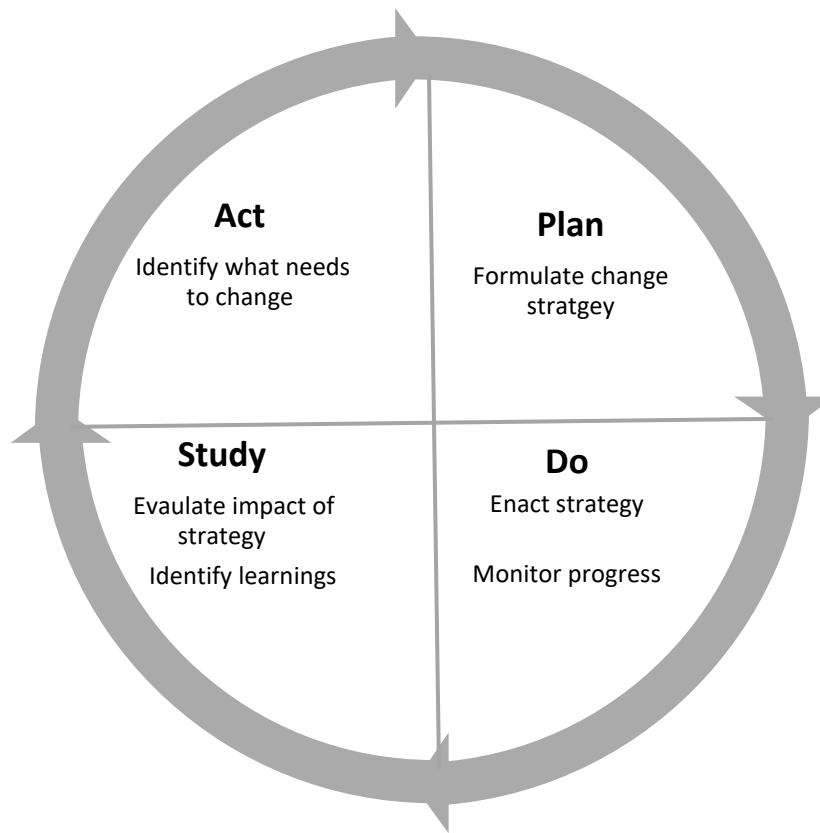 Act
Identify what needs
to change
Plan
Formulate change
stratgey
Study
Evaulate impact of
strategy
Identify learnings
Do
Enact strategy
Monitor progress